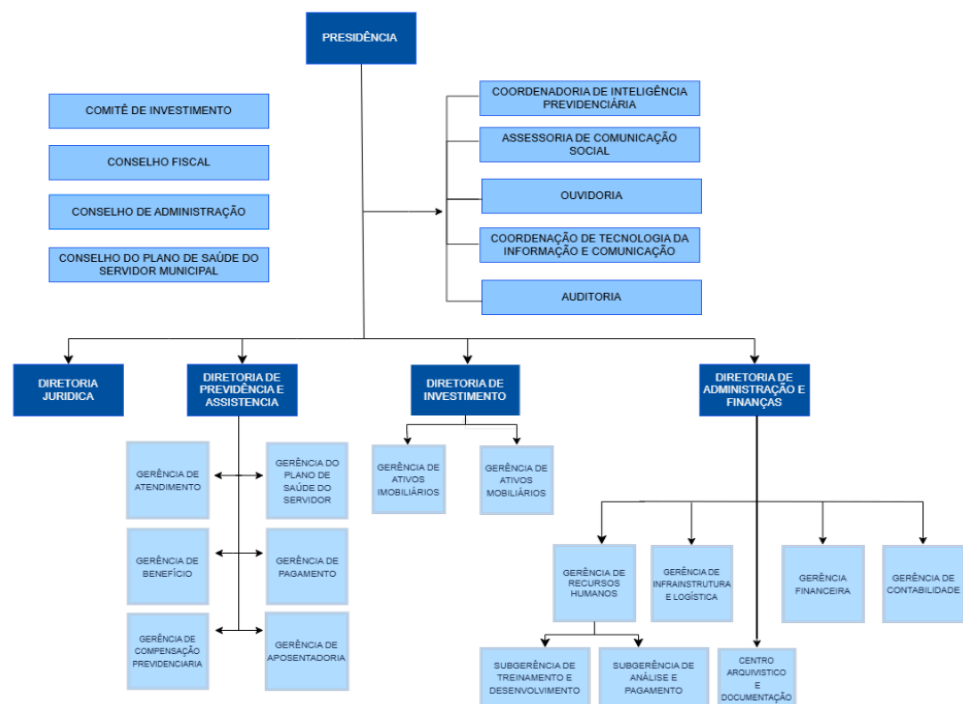 PRESIDÊNCIA
COMITÊ DE INVESTIMENTO
CONSELHO FISCAL
CONSELHO DE ADMINISTRAÇÃO
CONSELHO DO PLANO DE SAÚDE DO
SERVIDOR MUNICIPAL
COORDENADORIA DE INTELIGÊNCIA
PREVIDENCIÁRIA
ASSESSORIA DE COMUNICAÇÃO
SOCIAL
OUVIDORIA
COORDENAÇÃO DE TECNOLOGIA DA
INFORMAÇÃO E COMUNICAÇÃO
AUDITORIA
DIRETORIA
JURIDICA
DIRETORIA DE
PREVIDÊNCIA E
ASSISTENCIA
DIRETORIA DE
INVESTIMENTO
DIRETORIA DE
ADMINISTRAÇÃO E
FINANÇAS
GERÊNCIA DE
ATENDIMENTO
GERÊNCIA DO
PLANO DE
SAÚDE DO
SERVIDOR
GERÊNCIA DE
BENEFÍCIO
GERÊNCIA DE
PAGAMENTO
GERÊNCIA DE
COMPENSAÇÃO
PREVIDENCIARIA
GERÊNCIA DE
APOSENTADORIA
GERÊNCIA DE
ATIVOS
IMOBILIÁRIOS
GERÊNCIA DE
ATIVOS
MOBILIÁRIOS
GERÊNCIA DE
RECURSOS
HUMANOS
GERÊNCIA DE
INFRAINSTRUTURA
E LOGÍSTICA
GERÊNCIA
FINANCEIRA
GERÊNCIA DE
CONTABILIDADE
SUBGERÊNCIA DE
TREINAMENTO E
DESENVOLVIMENTO
SUBGERÊNCIA DE
ANÁLISE E
PAGAMENTO
CENTRO
ARQUIVISTICO
E
DOCUMENTAÇÃO